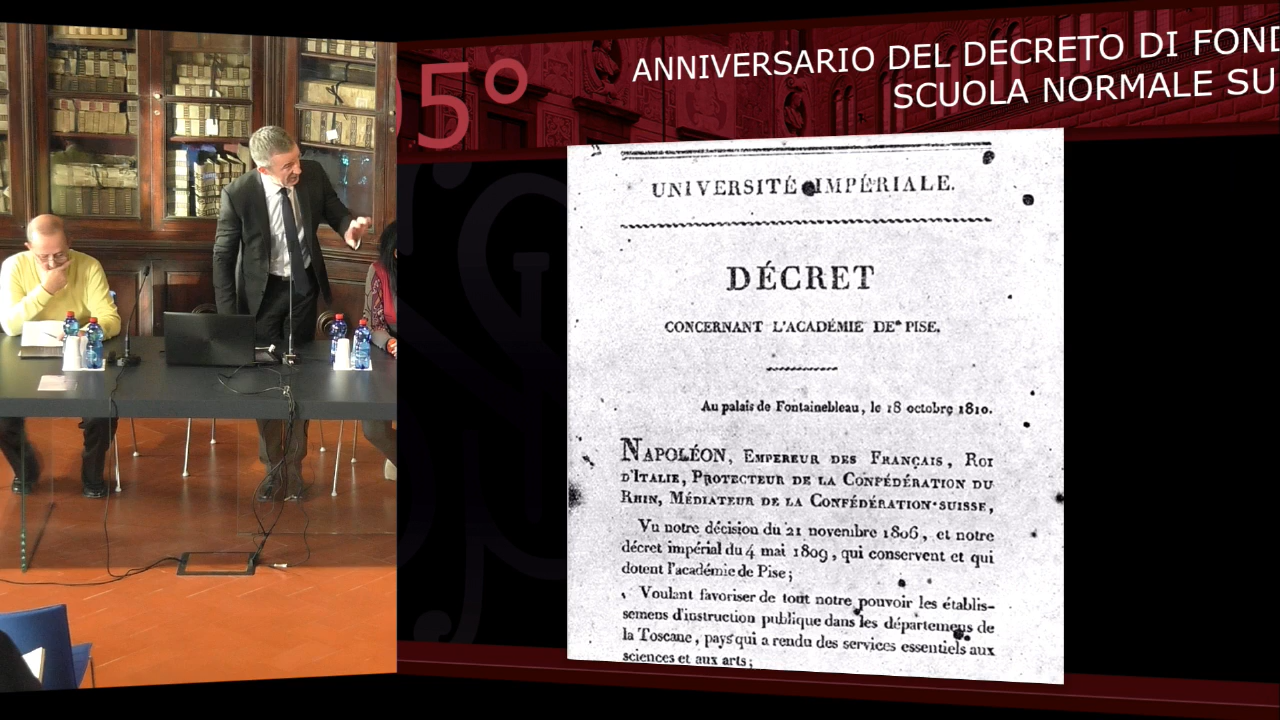 05°
ANNIVERSARIO DEL DECRETO DI FOND
SCUOLA NORMALE SU
UNIVERSITÉ IMPÉRIALE.
DÉCRET
CONCERNANT L'ACADÉMIE DE PISE.
Au palais de Fontainebleau, le 18 octobre 1810.
NAPOLÉON, EMPEREUR DES FRANÇAIS, ROI
D'ITALIE, PROTECTEUR DE LA CONFÉDÉRATION DU
RHIN, MÉDIATEUR DE LA CONFÉDÉRATION-SUISSE,
Vu notre décision du 21 novembre 1806, et notre
décret impérial du 4 mai 1809, qui conservent et qui
dotent l'académie de Pise;
Voulant favoriser de tout notre pouvoir les établis-
semens d'instruction publique dans les départemens de
la Toscane, pays qui a rendu des services essentiels aux
sciences et aux arts;